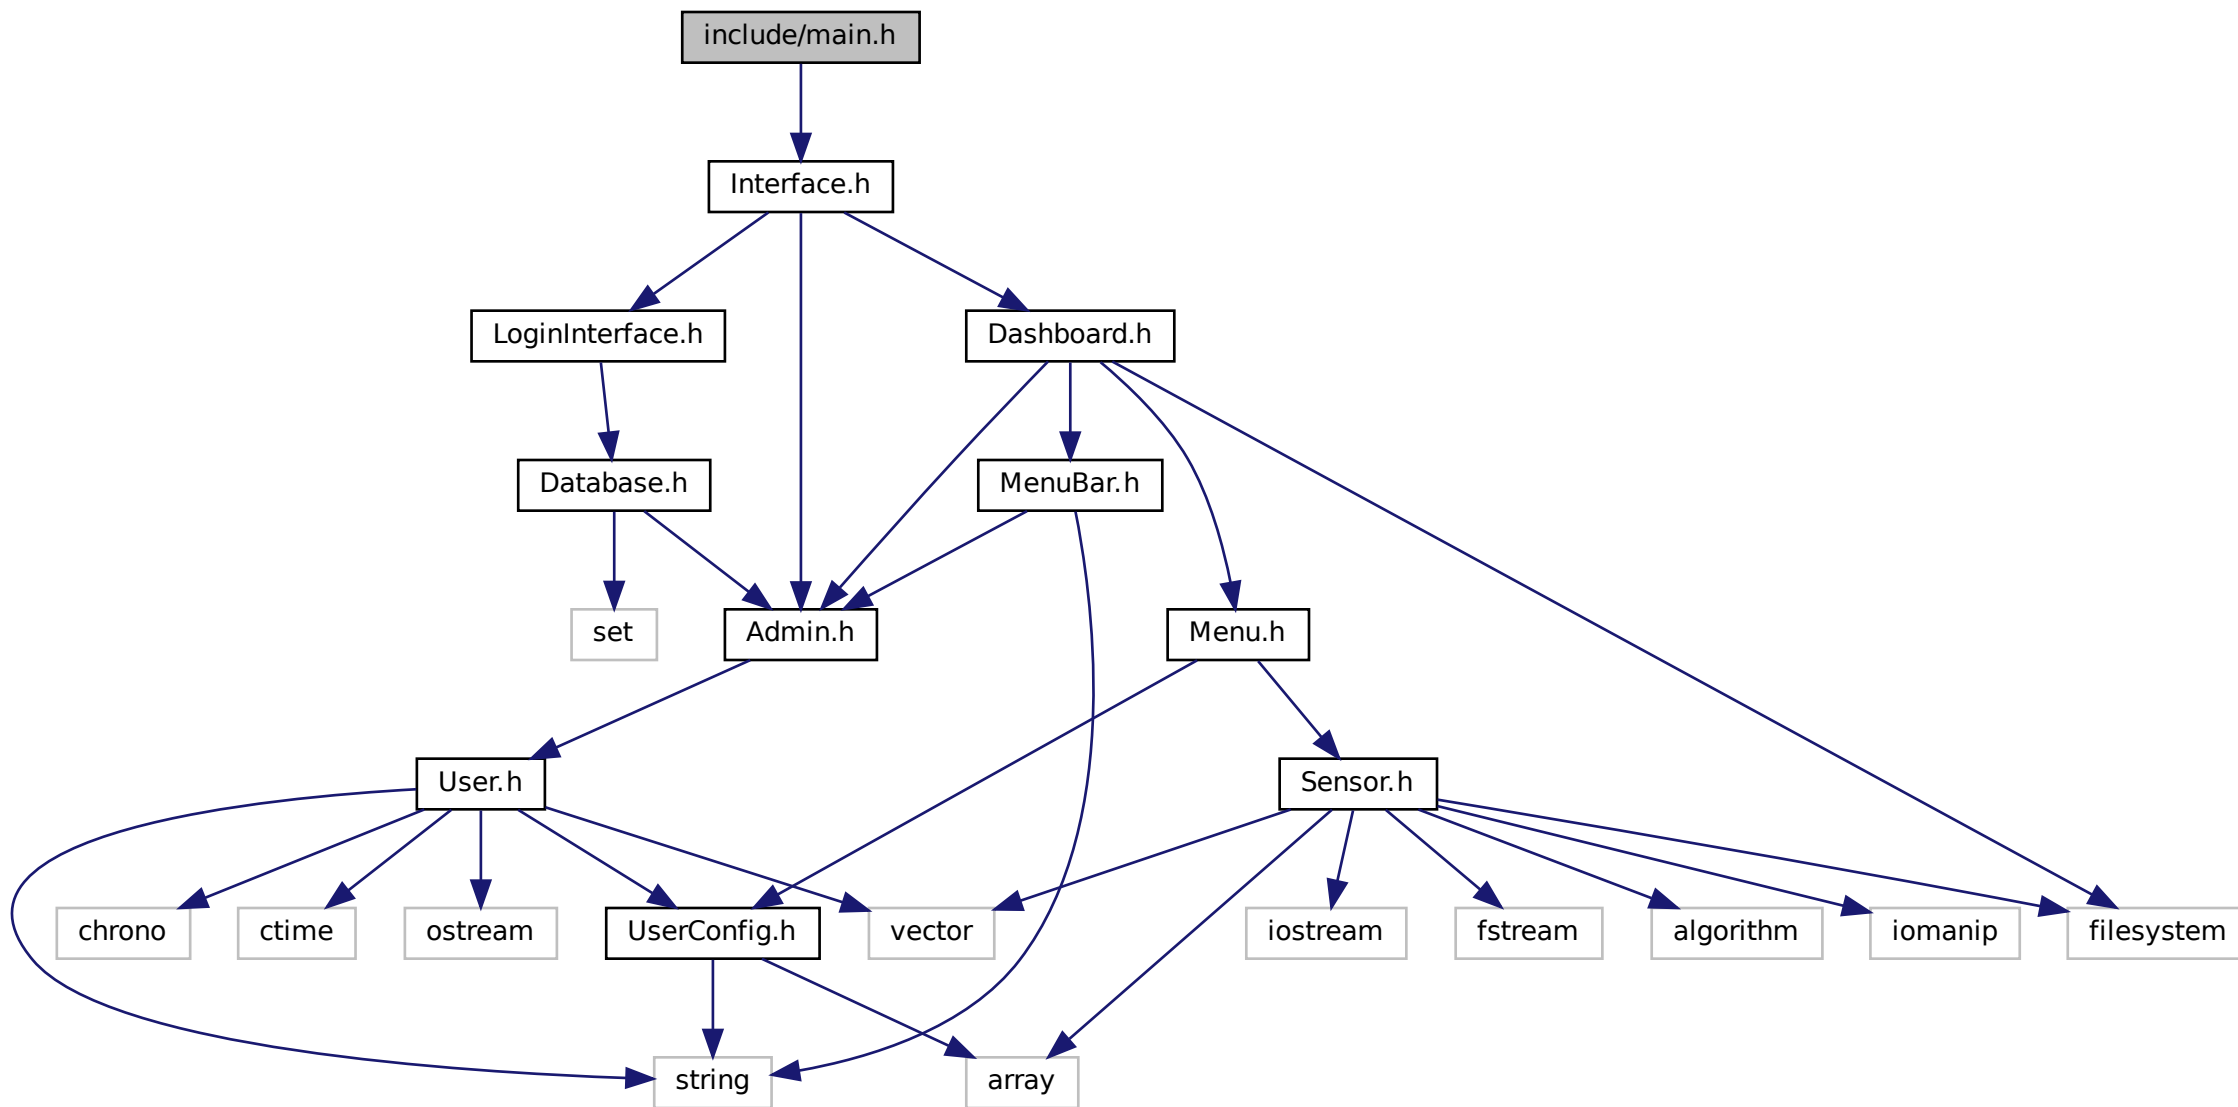 include/main.h
Interface.h
LoginInterface.h
Dashboard.h
Database.h
MenuBar.h
set
Admin.h
Menu.h
User.h
Sensor.h
chrono
ctime
ostream
UserConfig.h
vector
iostream
fstream
algorithm
iomanip
filesystem
string
array